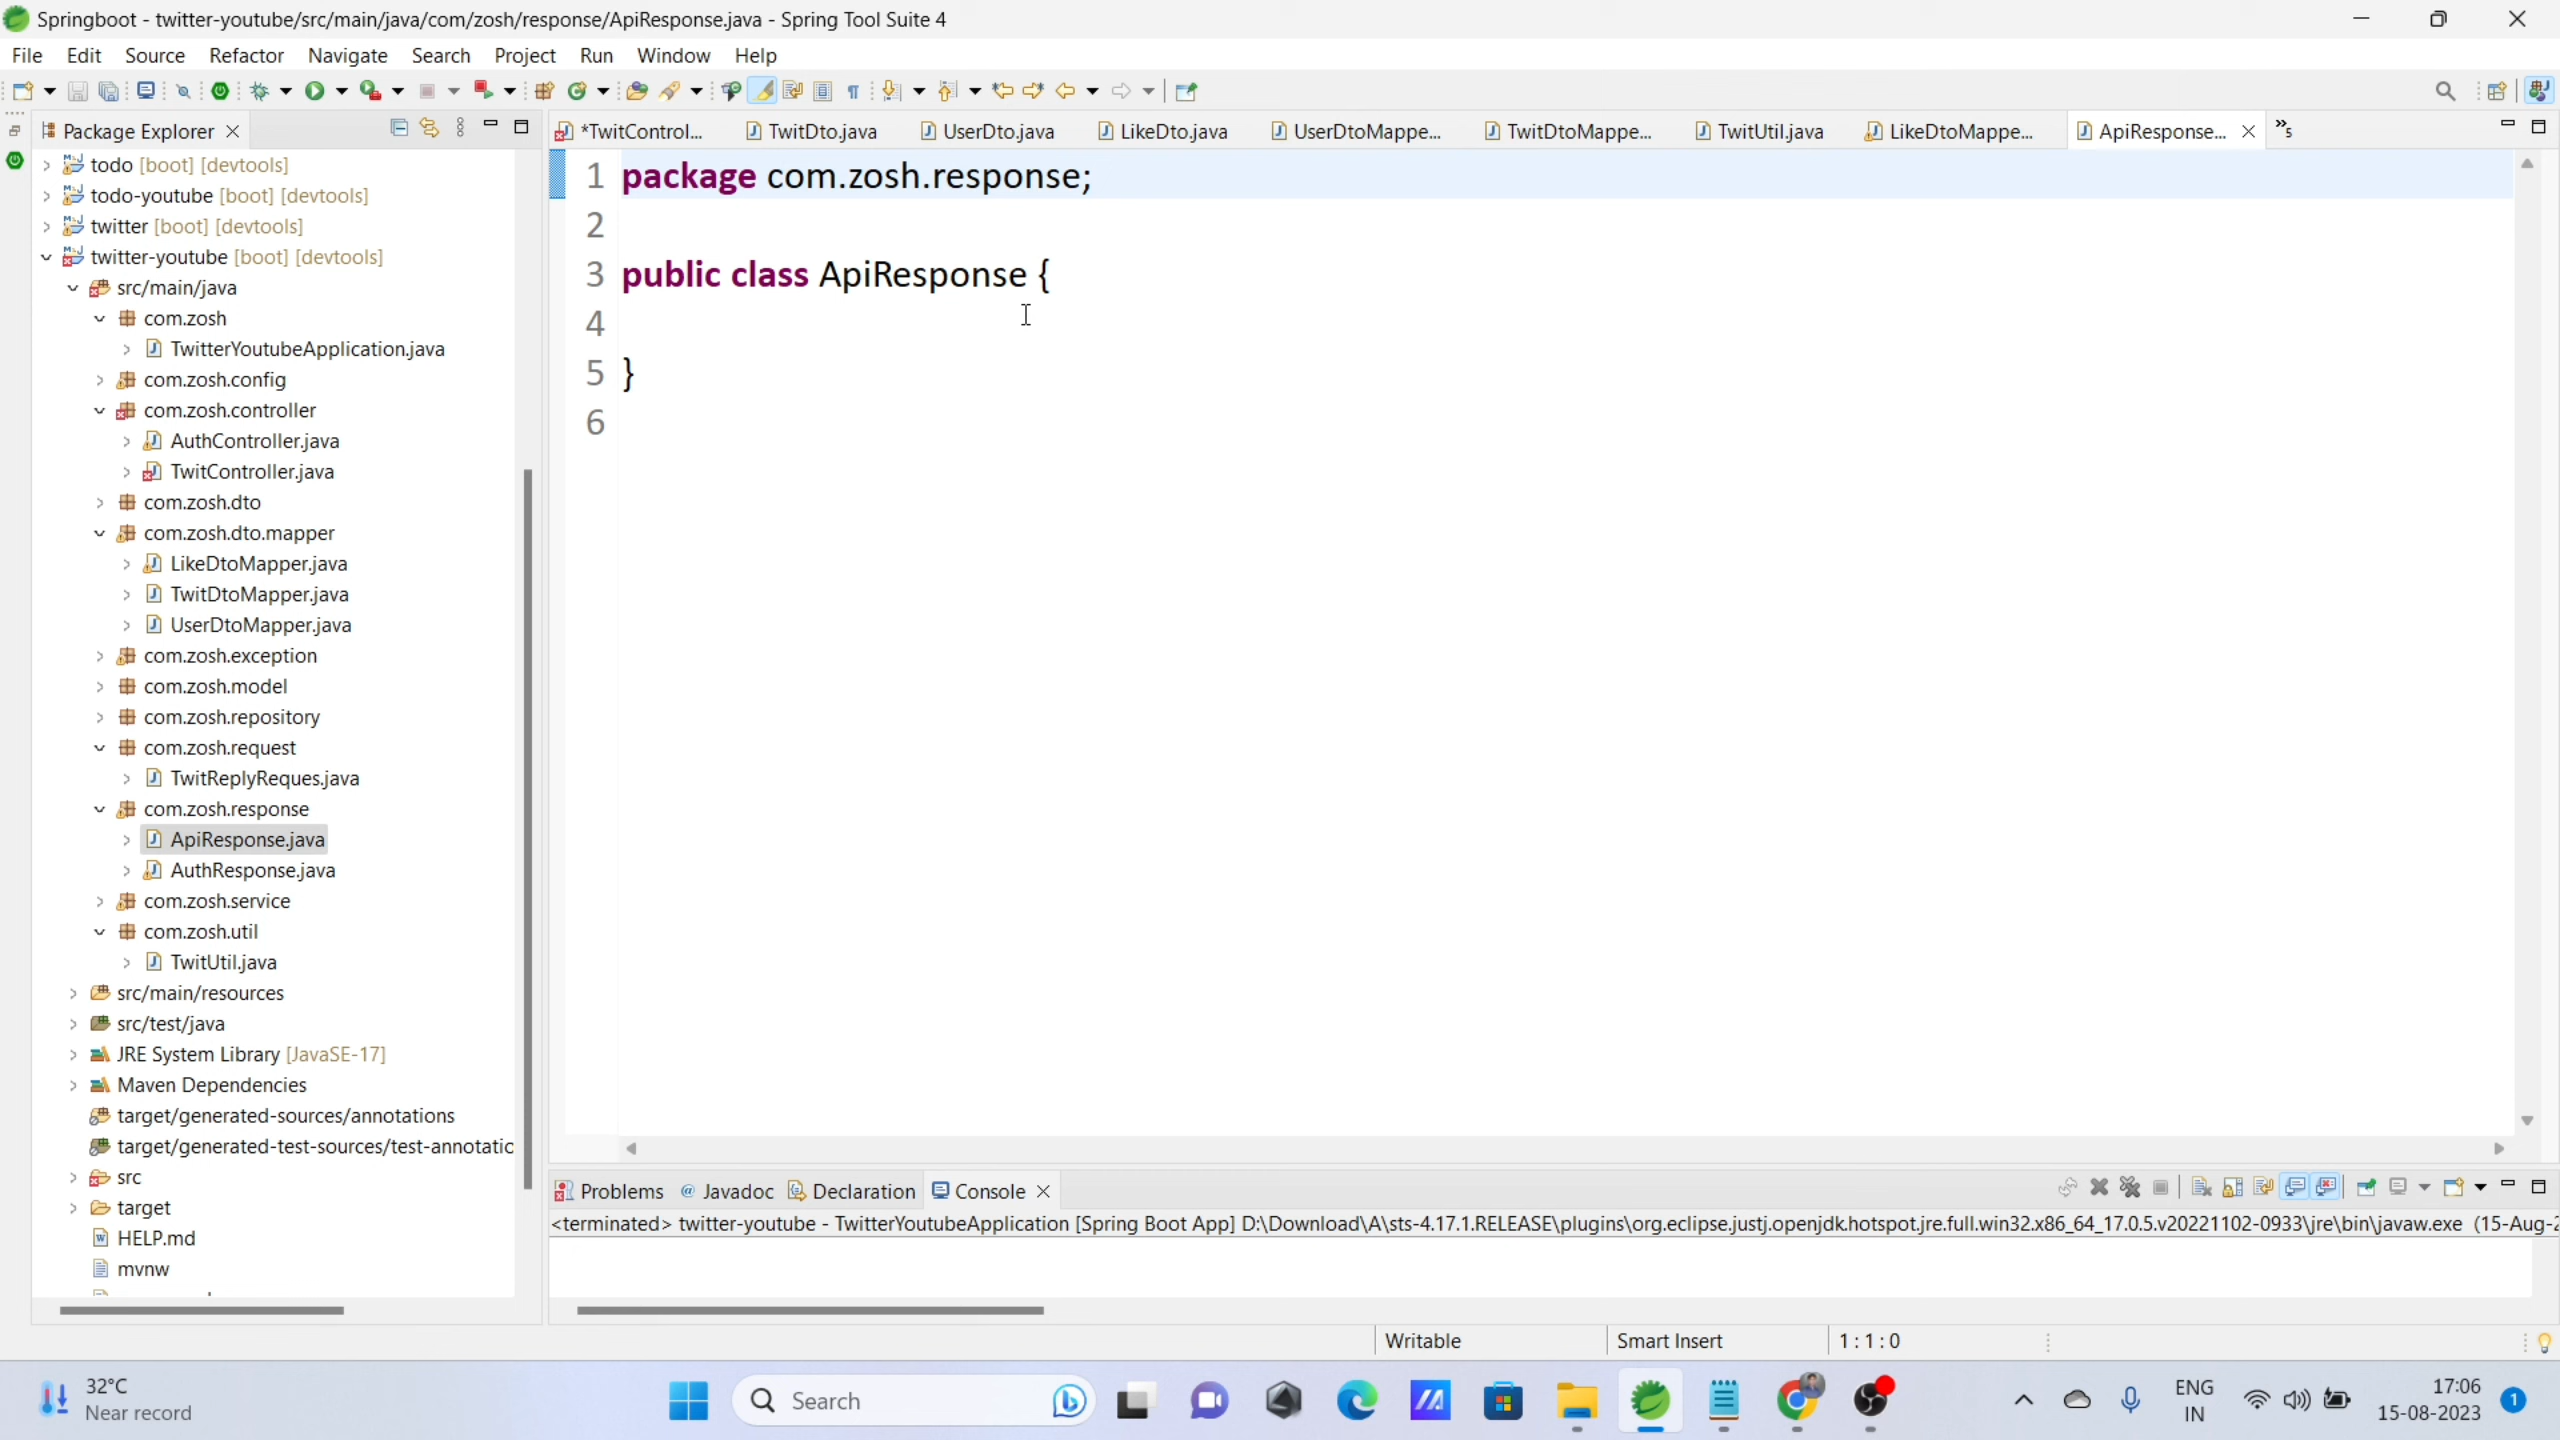 Springboot - twitter-youtube/src/main/java/com/zosh/response/ApiResponse.java - Spring Tool Suite 4
File Edit Source Refactor Navigate Search Project Run Window Help
Package Explorer
*TwitControl... TwitDto.java UserDto.java LikeDto.java UserDtoMappe... TwitDtoMappe... TwitUtil.java LikeDtoMappe... ApiResponse... »5
todo [boot] [devtools]
todo-youtube [boot] [devtools]
twitter [boot] [devtools]
twitter-youtube [boot] [devtools]
src/main/java
com.zosh
TwitterYoutubeApplication.java
com.zosh.config
com.zosh.controller
AuthController.java
TwitController.java
com.zosh.dto
com.zosh.dto.mapper
LikeDtoMapper.java
TwitDtoMapper.java
UserDtoMapper.java
com.zosh.exception
com.zosh.model
com.zosh.repository
com.zosh.request
TwitReplyReques.java
com.zosh.response
ApiResponse.java
AuthResponse.java
com.zosh.service
com.zosh.util
TwitUtil.java
src/main/resources
src/test/java
JRE System Library [JavaSE-17]
Maven Dependencies
target/generated-sources/annotations
target/generated-test-sources/test-annotatio
src
target
HELP.md
mvnw
1 package com.zosh.response;
2
3 public class ApiResponse {
4
5 }
6
Problems @ Javadoc Declaration Console
<terminated> twitter-youtube - TwitterYoutubeApplication [Spring Boot App] D:\Download\A\sts-4.17.1.RELEASE\plugins\org.eclipse.justj.openjdk.hotspot.jre.full.win32.x86_64_17.0.5.v20221102-0933\jre\bin\javaw.exe (15-Aug-2
Writable Smart Insert 1 : 1 : 0
32°C
Near record
Search
ENG
IN
17:06
15-08-2023
1